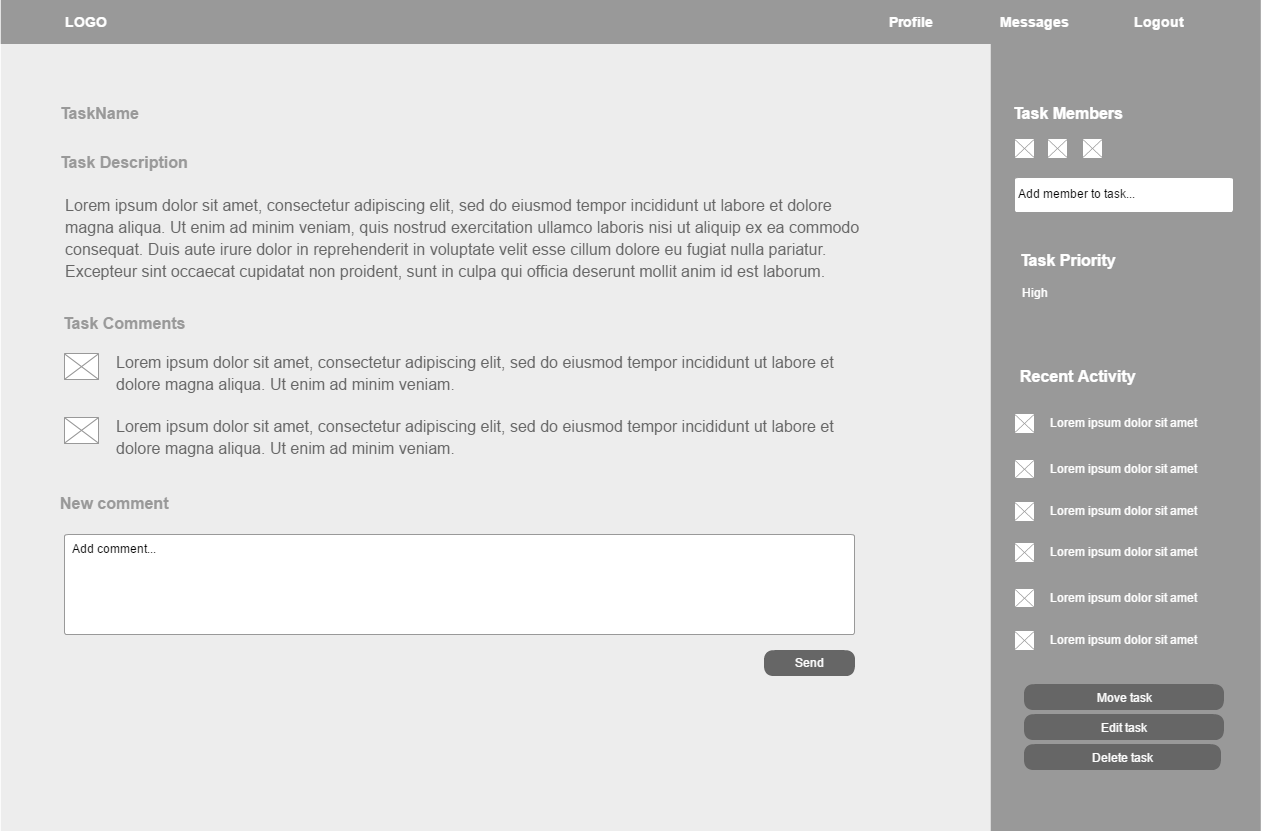 LOGO
Profile
Messages
Logout
TaskName
Task Description
Lorem ipsum dolor sit amet, consectetur adipiscing elit, sed do eiusmod tempor incididunt ut labore et dolore
magna aliqua. Ut enim ad minim veniam, quis nostrud exercitation ullamco laboris nisi ut aliquip ex ea commodo
consequat. Duis aute irure dolor in reprehenderit in voluptate velit esse cillum dolore eu fugiat nulla pariatur.
Excepteur sint occaecat cupidatat non proident, sunt in culpa qui officia deserunt mollit anim id est laborum.
Task Comments
Lorem ipsum dolor sit amet, consectetur adipiscing elit, sed do eiusmod tempor incididunt ut labore et
dolore magna aliqua. Ut enim ad minim veniam.
Lorem ipsum dolor sit amet, consectetur adipiscing elit, sed do eiusmod tempor incididunt ut labore et
dolore magna aliqua. Ut enim ad minim veniam.
New comment
Add comment...
Send
Task Members
Add member to task...
Task Priority
High
Recent Activity
Lorem ipsum dolor sit amet
Lorem ipsum dolor sit amet
Lorem ipsum dolor sit amet
Lorem ipsum dolor sit amet
Lorem ipsum dolor sit amet
Lorem ipsum dolor sit amet
Move task
Edit task
Delete task